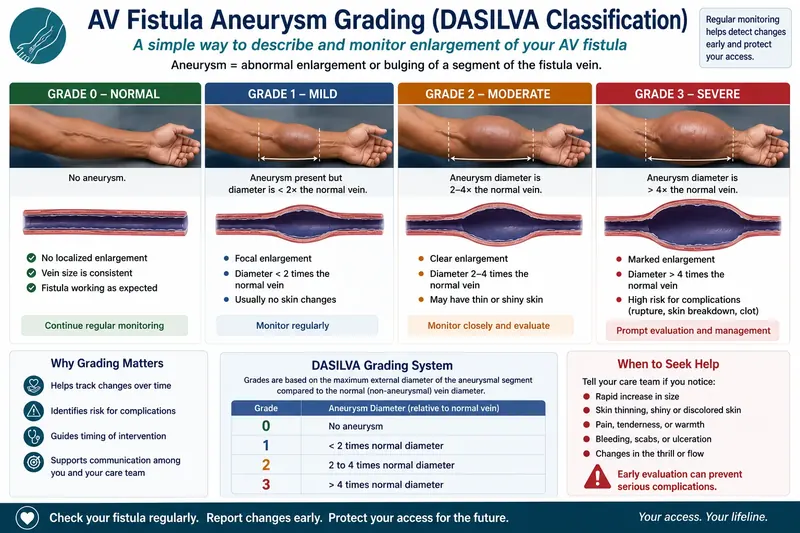 AV Fistula Aneurysm Grading (DASILVA Classification)
A simple way to describe and monitor enlargement of your AV fistula
Aneurysm = abnormal enlargement or bulging of a segment of the fistula vein.
Regular monitoring
helps detect changes
early and protect
your access.
GRADE 0 – NORMAL
No aneurysm.
No localized enlargement
Vein size is consistent
Fistula working as expected
Continue regular monitoring
GRADE 1 – MILD
Aneurysm present but
diameter is < 2× the normal vein.
Focal enlargement
Diameter < 2 times the
normal vein
Usually no skin changes
Monitor regularly
GRADE 2 – MODERATE
Aneurysm diameter is
2–4× the normal vein.
Clear enlargement
Diameter 2–4 times the
normal vein
May have thin or shiny skin
Monitor closely and evaluate
GRADE 3 – SEVERE
Aneurysm diameter is
> 4× the normal vein.
Marked enlargement
Diameter > 4 times the
normal vein
High risk for complications
(rupture, skin breakdown, clot)
Prompt evaluation and management
Why Grading Matters
Helps track changes over time
Identifies risk for complications
Guides timing of intervention
Supports communication among
you and your care team
DASILVA Grading System
Grades are based on the maximum external diameter of the aneurysmal segment
compared to the normal (non-aneurysmal) vein diameter.
Grade Aneurysm Diameter (relative to normal vein)
0 No aneurysm
1 < 2 times normal diameter
2 2 to 4 times normal diameter
3 > 4 times normal diameter
When to Seek Help
Tell your care team if you notice:
Rapid increase in size
Skin thinning, shiny or discolored skin
Pain, tenderness, or warmth
Bleeding, scabs, or ulceration
Changes in the thrill or flow
Early evaluation can prevent
serious complications.
Check your fistula regularly. Report changes early. Protect your access for the future.
Your access. Your lifeline.